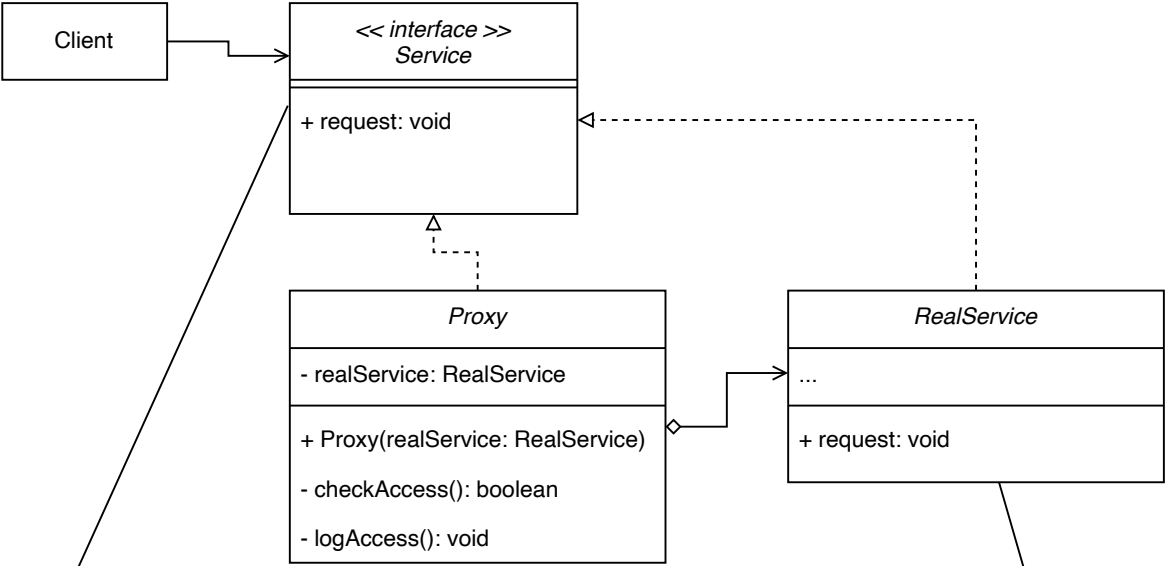 Client
<< interface >>
Service
+ request: void
Proxy
- realService: RealService
+ Proxy(realService: RealService)
- checkAccess(): boolean
- logAccess(): void
RealService
...
+ request: void